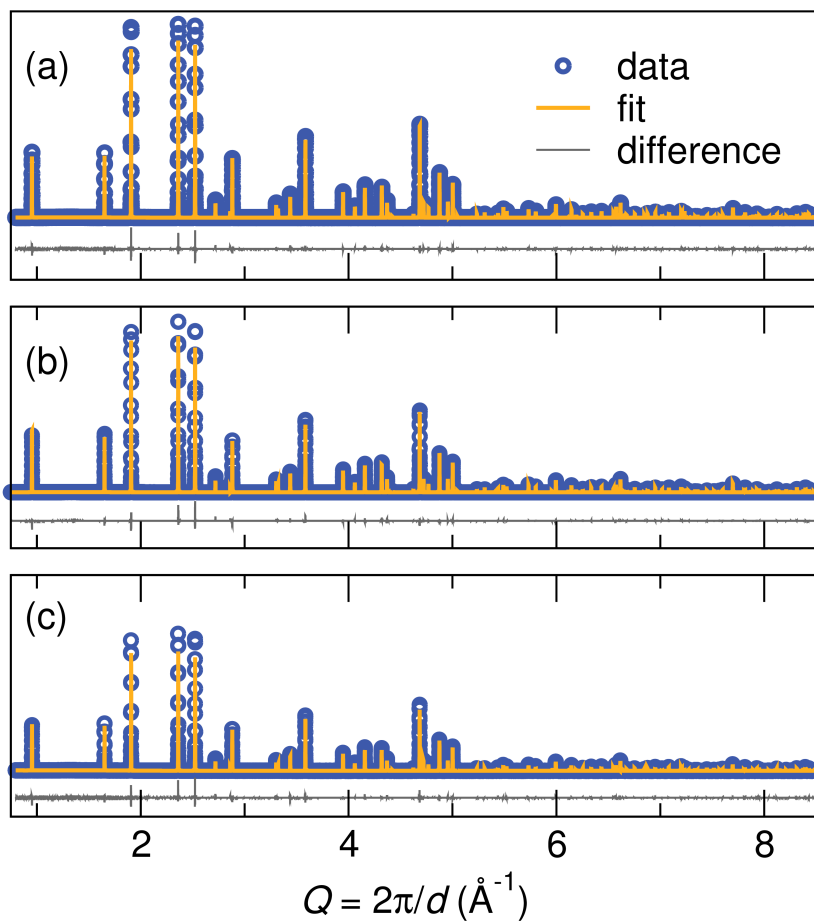 (a)
data
fit
difference
(b)
(c)
2 4 6 8
Q = 2π/d (Å⁻¹)